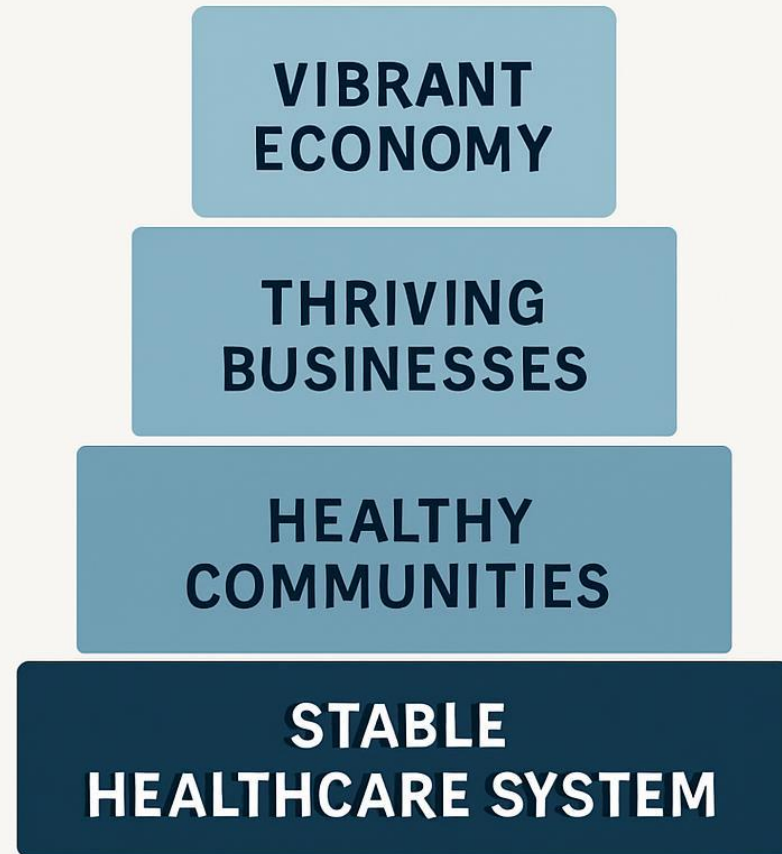 VIBRANT
ECONOMY
THRIVING
BUSINESSES
HEALTHY
COMMUNITIES
STABLE
HEALTHCARE SYSTEM